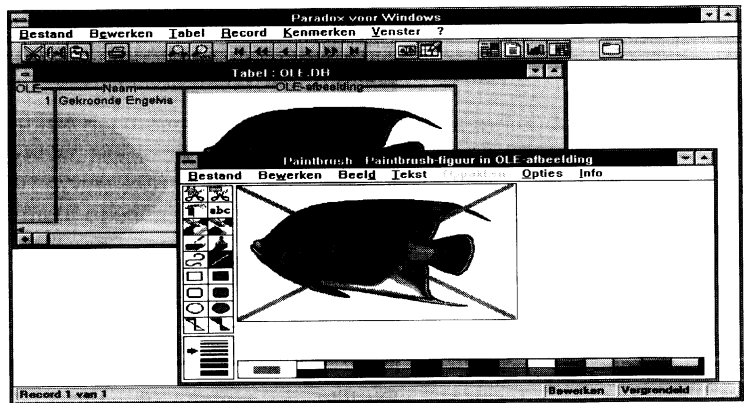 Paradox voor Windows
Bestand Bewerken Tabel Record Kenmerken Venster ?
Tabel : OLE.DB
OLE Naam OLE-afbeelding
1 Gekroonde Engelvis
Paintbrush Paintbrush-figuur in OLE-afbeelding
Bestand Bewerken Beeld Tekst Oppakken Opties Info
abc
Record 1 van 1 Bewerken Vergrendeld